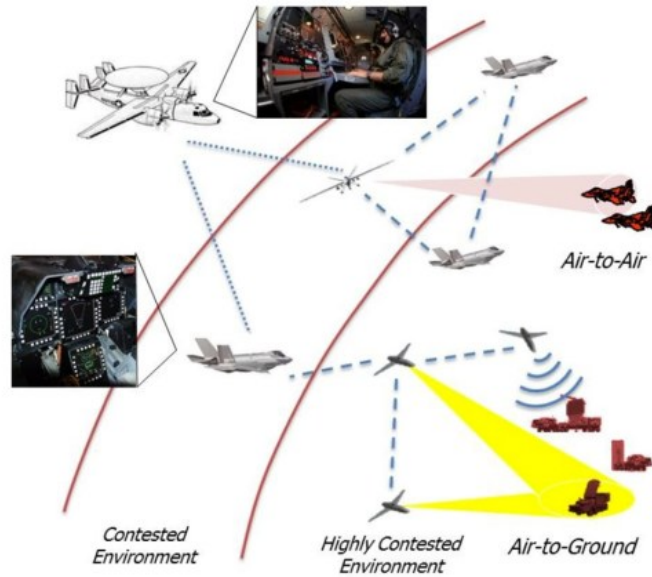 Air-to-Air
Contested
Environment
Highly Contested
Environment
Air-to-Ground